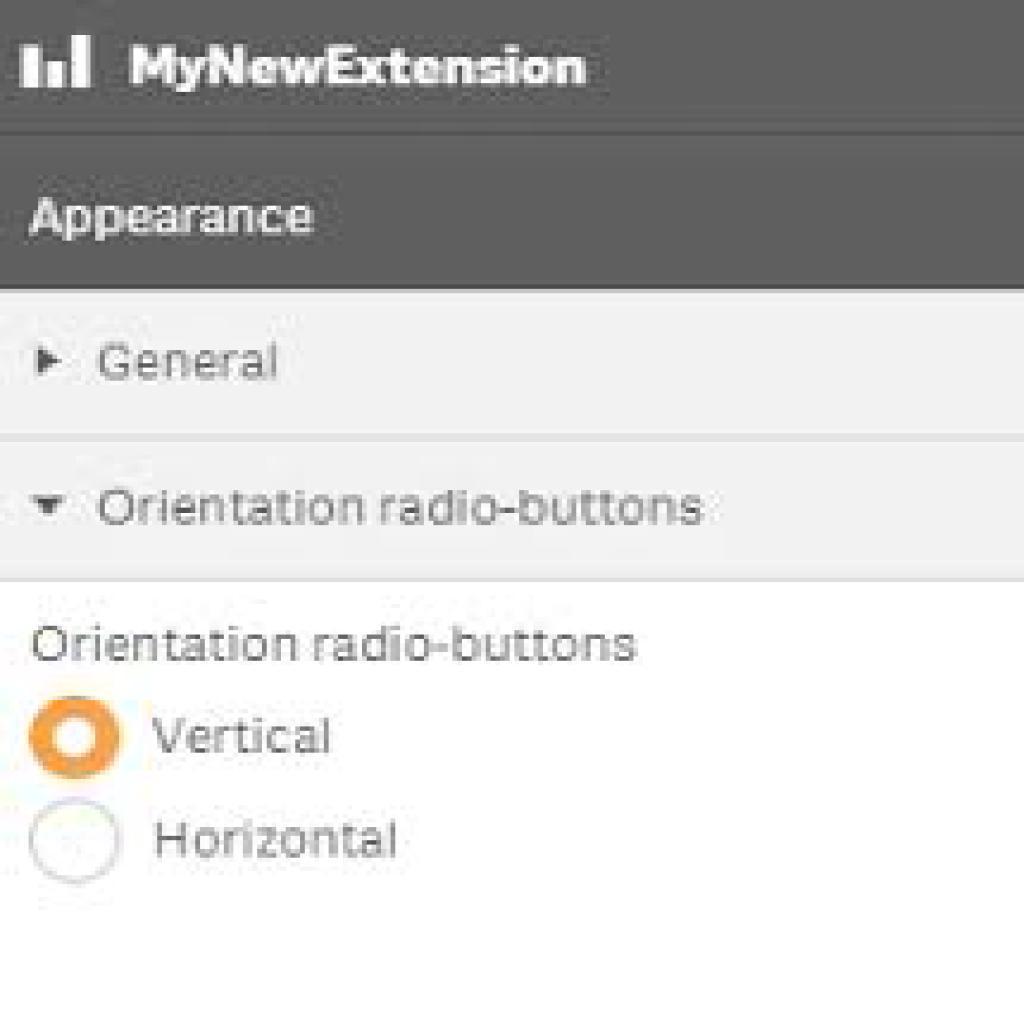 MyNewExtension
Appearance
General
Orientation radio-buttons
Orientation radio-buttons
Vertical
Horizontal